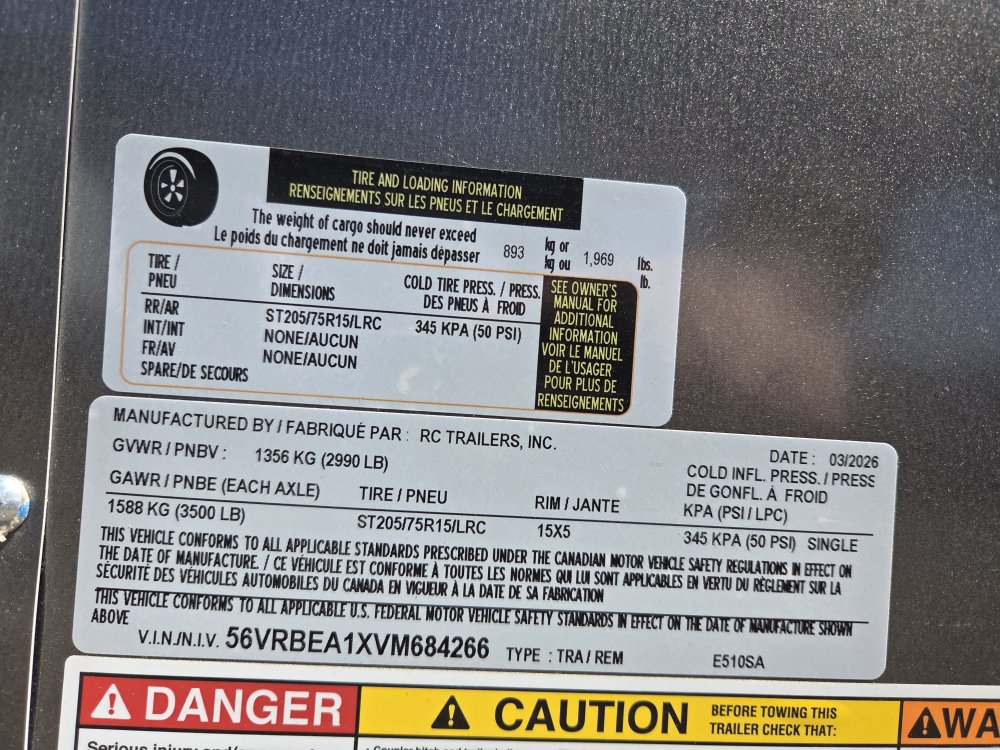 TIRE AND LOADING INFORMATION
RENSEIGNEMENTS SUR LES PNEUS ET LE CHARGEMENT
The weight of cargo should never exceed
Le poids du chargement ne doit jamais dépasser
893 kg or kg ou 1,969 lbs. lb.
TIRE / PNEU SIZE / DIMENSIONS COLD TIRE PRESS. / PRESS. DES PNEUS À FROID
RR/AR ST205/75R15/LRC 345 KPA (50 PSI)
INT/INT NONE/AUCUN
FR/AV NONE/AUCUN
SPARE/DE SECOURS
SEE OWNER'S
MANUAL FOR
ADDITIONAL
INFORMATION
VOIR LE MANUEL
DE L'USAGER
POUR PLUS DE
RENSEIGNEMENTS
MANUFACTURED BY / FABRIQUÉ PAR : RC TRAILERS, INC.
DATE : 03/2026
GVWR / PNBV : 1356 KG (2990 LB)
GAWR / PNBE (EACH AXLE) TIRE / PNEU RIM / JANTE COLD INFL. PRESS. / PRESS DE GONFL. À FROID KPA (PSI / LPC)
1588 KG (3500 LB) ST205/75R15/LRC 15X5 345 KPA (50 PSI) SINGLE
THIS VEHICLE CONFORMS TO ALL APPLICABLE STANDARDS PRESCRIBED UNDER THE CANADIAN MOTOR VEHICLE SAFETY REGULATIONS IN EFFECT ON
THE DATE OF MANUFACTURE. / CE VÉHICULE EST CONFORME À TOUTES LES NORMES QUI LUI SONT APPLICABLES EN VERTU DU RÈGLEMENT SUR LA
SÉCURITÉ DES VÉHICULES AUTOMOBILES DU CANADA EN VIGUEUR À LA DATE DE SA FABRICATION
THIS VEHICLE CONFORMS TO ALL APPLICABLE U.S. FEDERAL MOTOR VEHICLE SAFETY STANDARDS IN EFFECT ON THE DATE OF MANUFACTURE SHOWN
ABOVE
V.I.N./N.I.V. 56VRBEA1XVM684266 TYPE : TRA / REM E510SA
DANGER
CAUTION
BEFORE TOWING THIS
TRAILER CHECK THAT:
WA
Serious injury
• Coupler hitch and